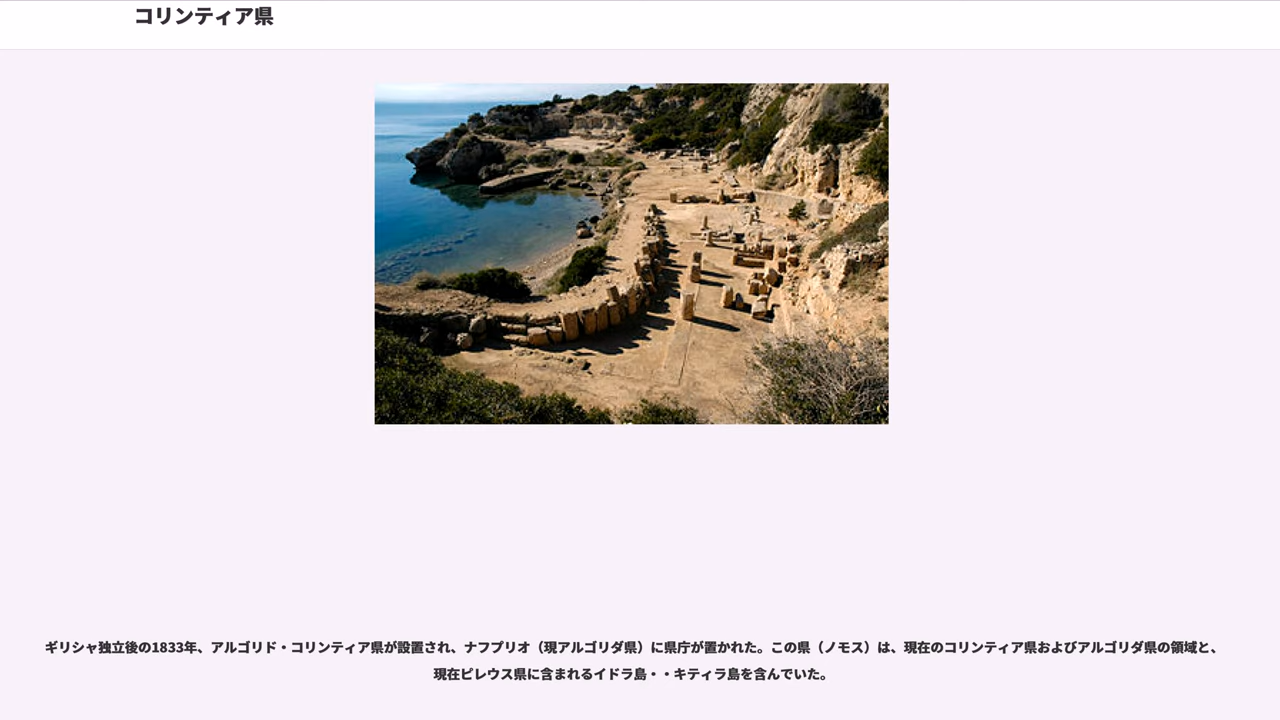 コリンティア県
ギリシャ独立後の1833年、アルゴリド・コリンティア県が設置され、ナフプリオ（現アルゴリダ県）に県庁が置かれた。この県（ノモス）は、現在のコリンティア県およびアルゴリダ県の領域と、
現在ピレウス県に含まれるイドラ島・・キティラ島を含んでいた。